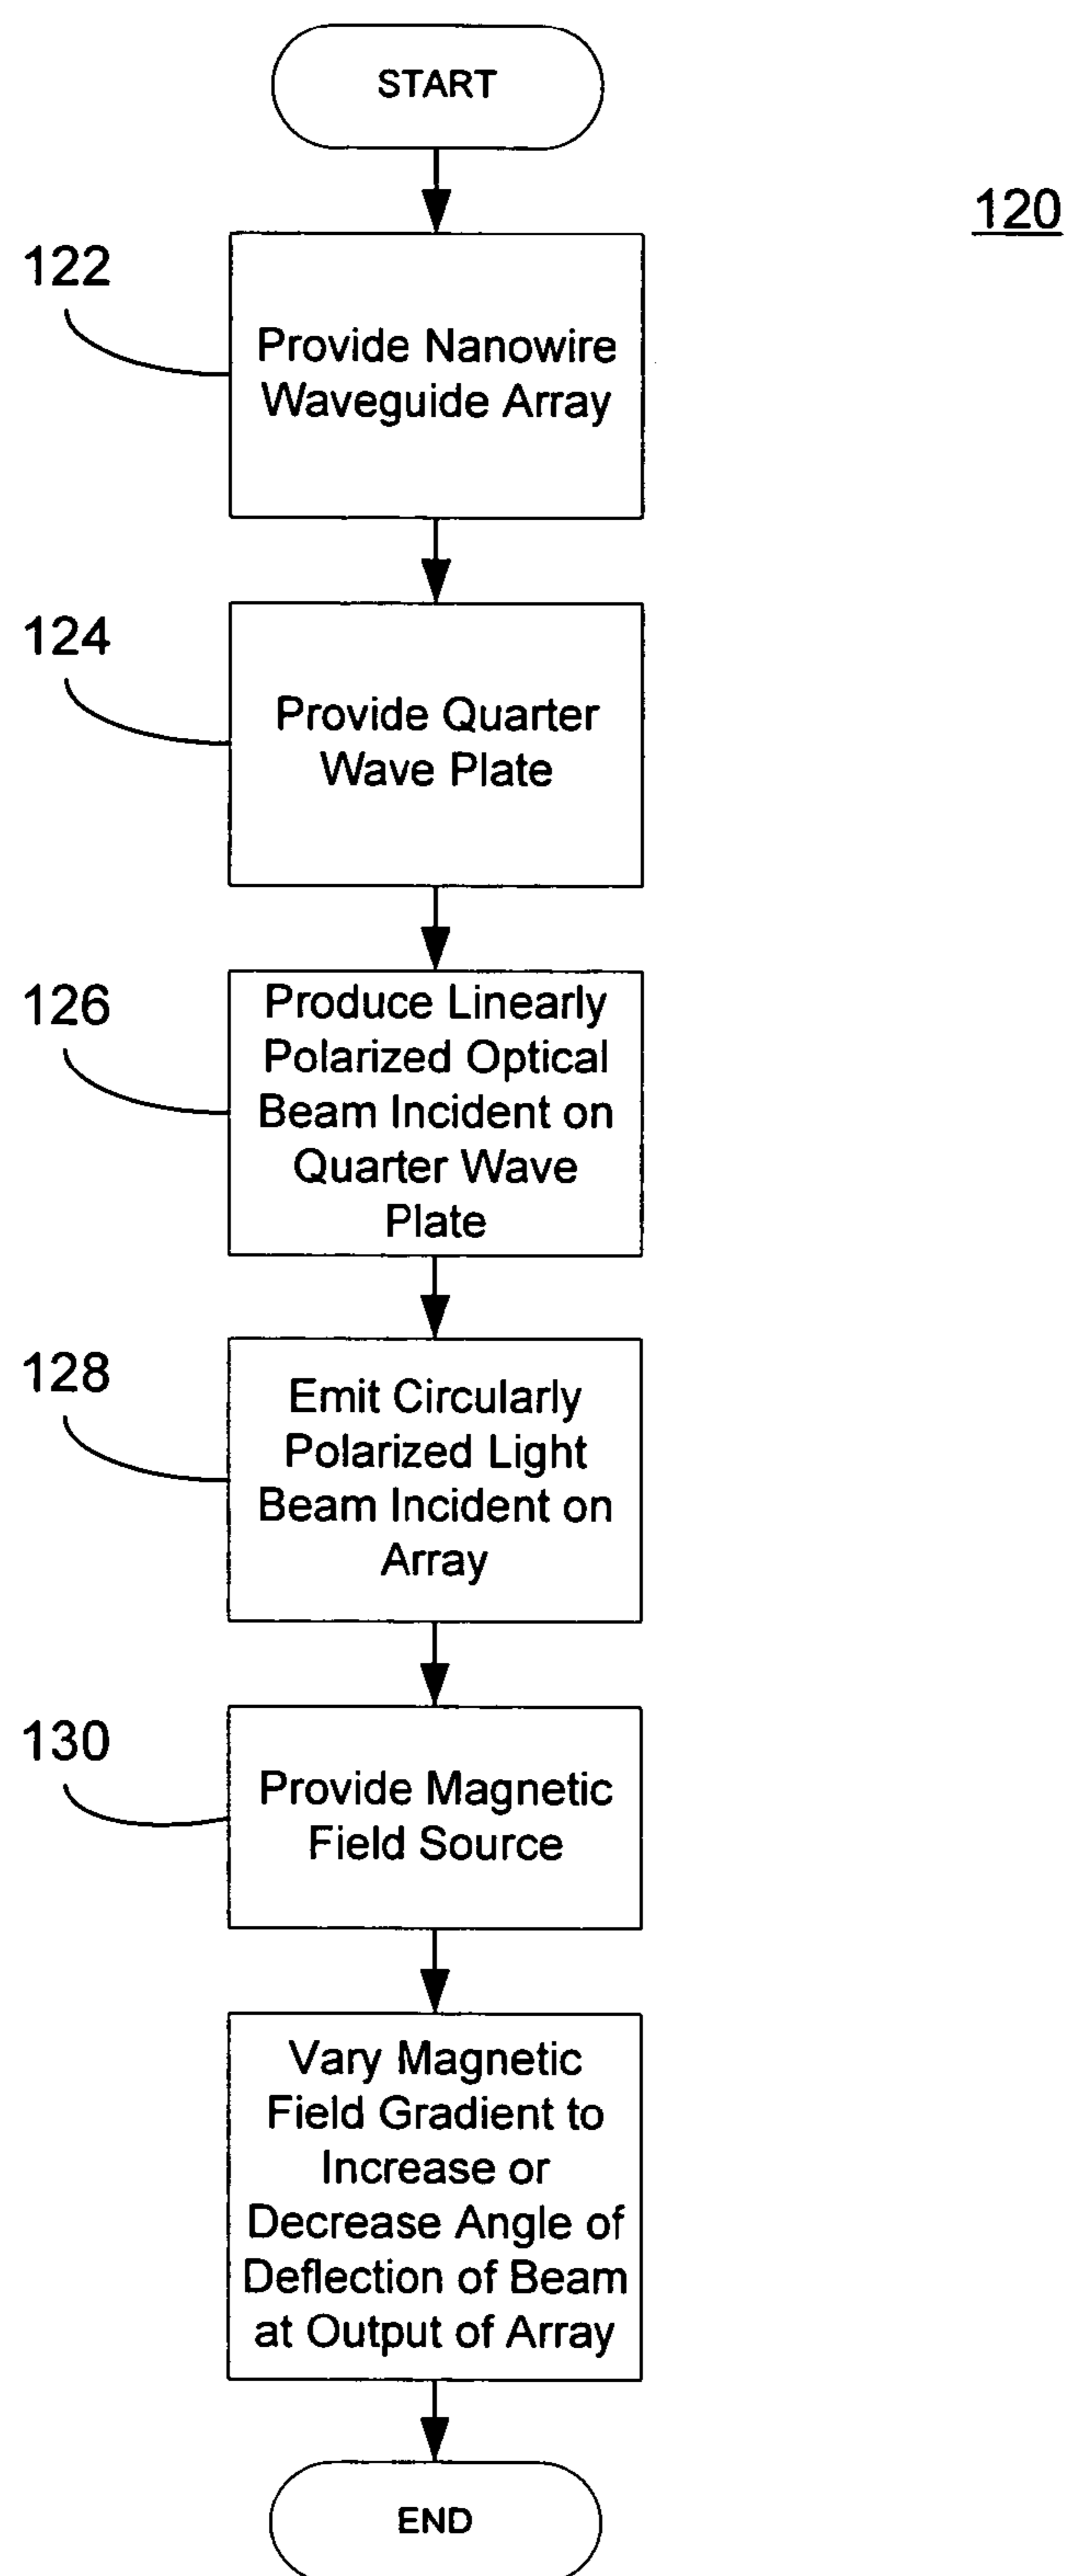 START
120
122
Provide Nanowire
Waveguide Array
124
Provide Quarter
Wave Plate
126
Produce Linearly
Polarized Optical
Beam Incident on
Quarter Wave
Plate
128
Emit Circularly
Polarized Light
Beam Incident on
Array
130
Provide Magnetic
Field Source
Vary Magnetic
Field Gradient to
Increase or
Decrease Angle of
Deflection of Beam
at Output of Array
END